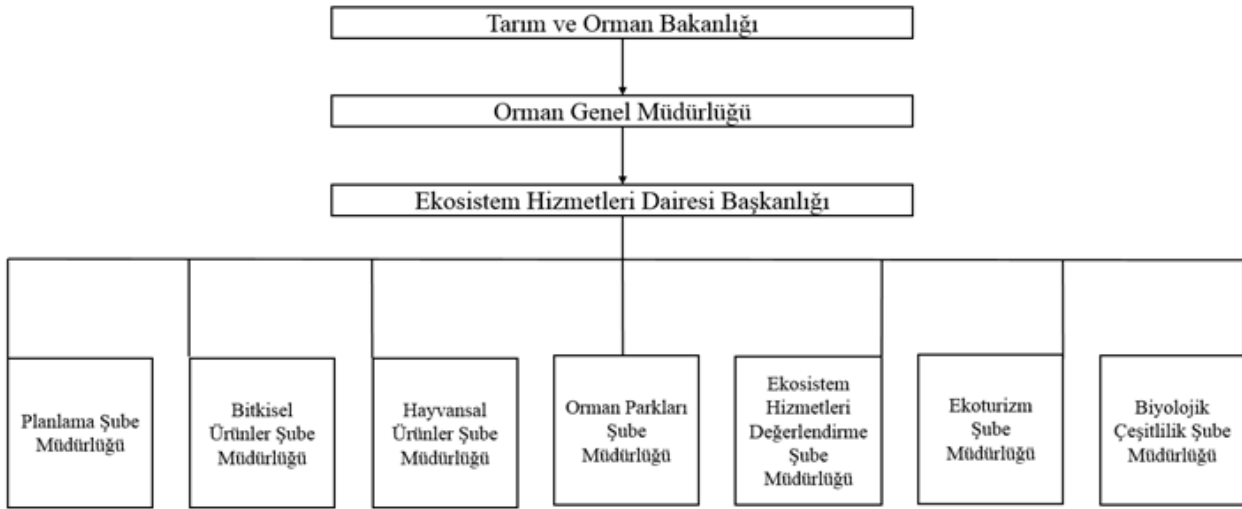 Tarım ve Orman Bakanlığı
Orman Genel Müdürlüğü
Ekosistem Hizmetleri Dairesi Başkanlığı
Planlama Şube
Müdürlüğü
Bitkisel
Ürünler Şube
Müdürlüğü
Hayvansal
Ürünler Şube
Müdürlüğü
Orman Parkları
Şube
Müdürlüğü
Ekosistem
Hizmetleri
Değerlendirme
Şube
Müdürlüğü
Ekoturizm
Şube
Müdürlüğü
Biyolojik
Çeşitlilik Şube
Müdürlüğü